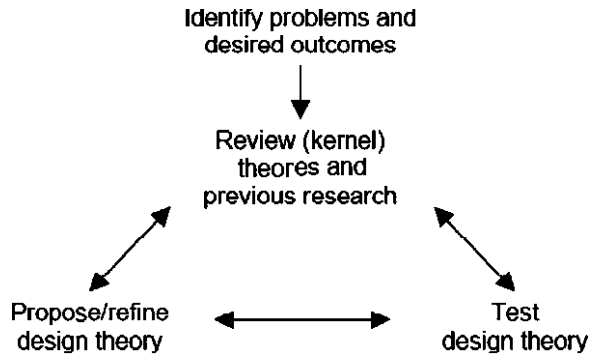 Identify problems and
desired outcomes
Review (kernel)
theores and
previous research
Propose/refine
design theory
Test
design theory